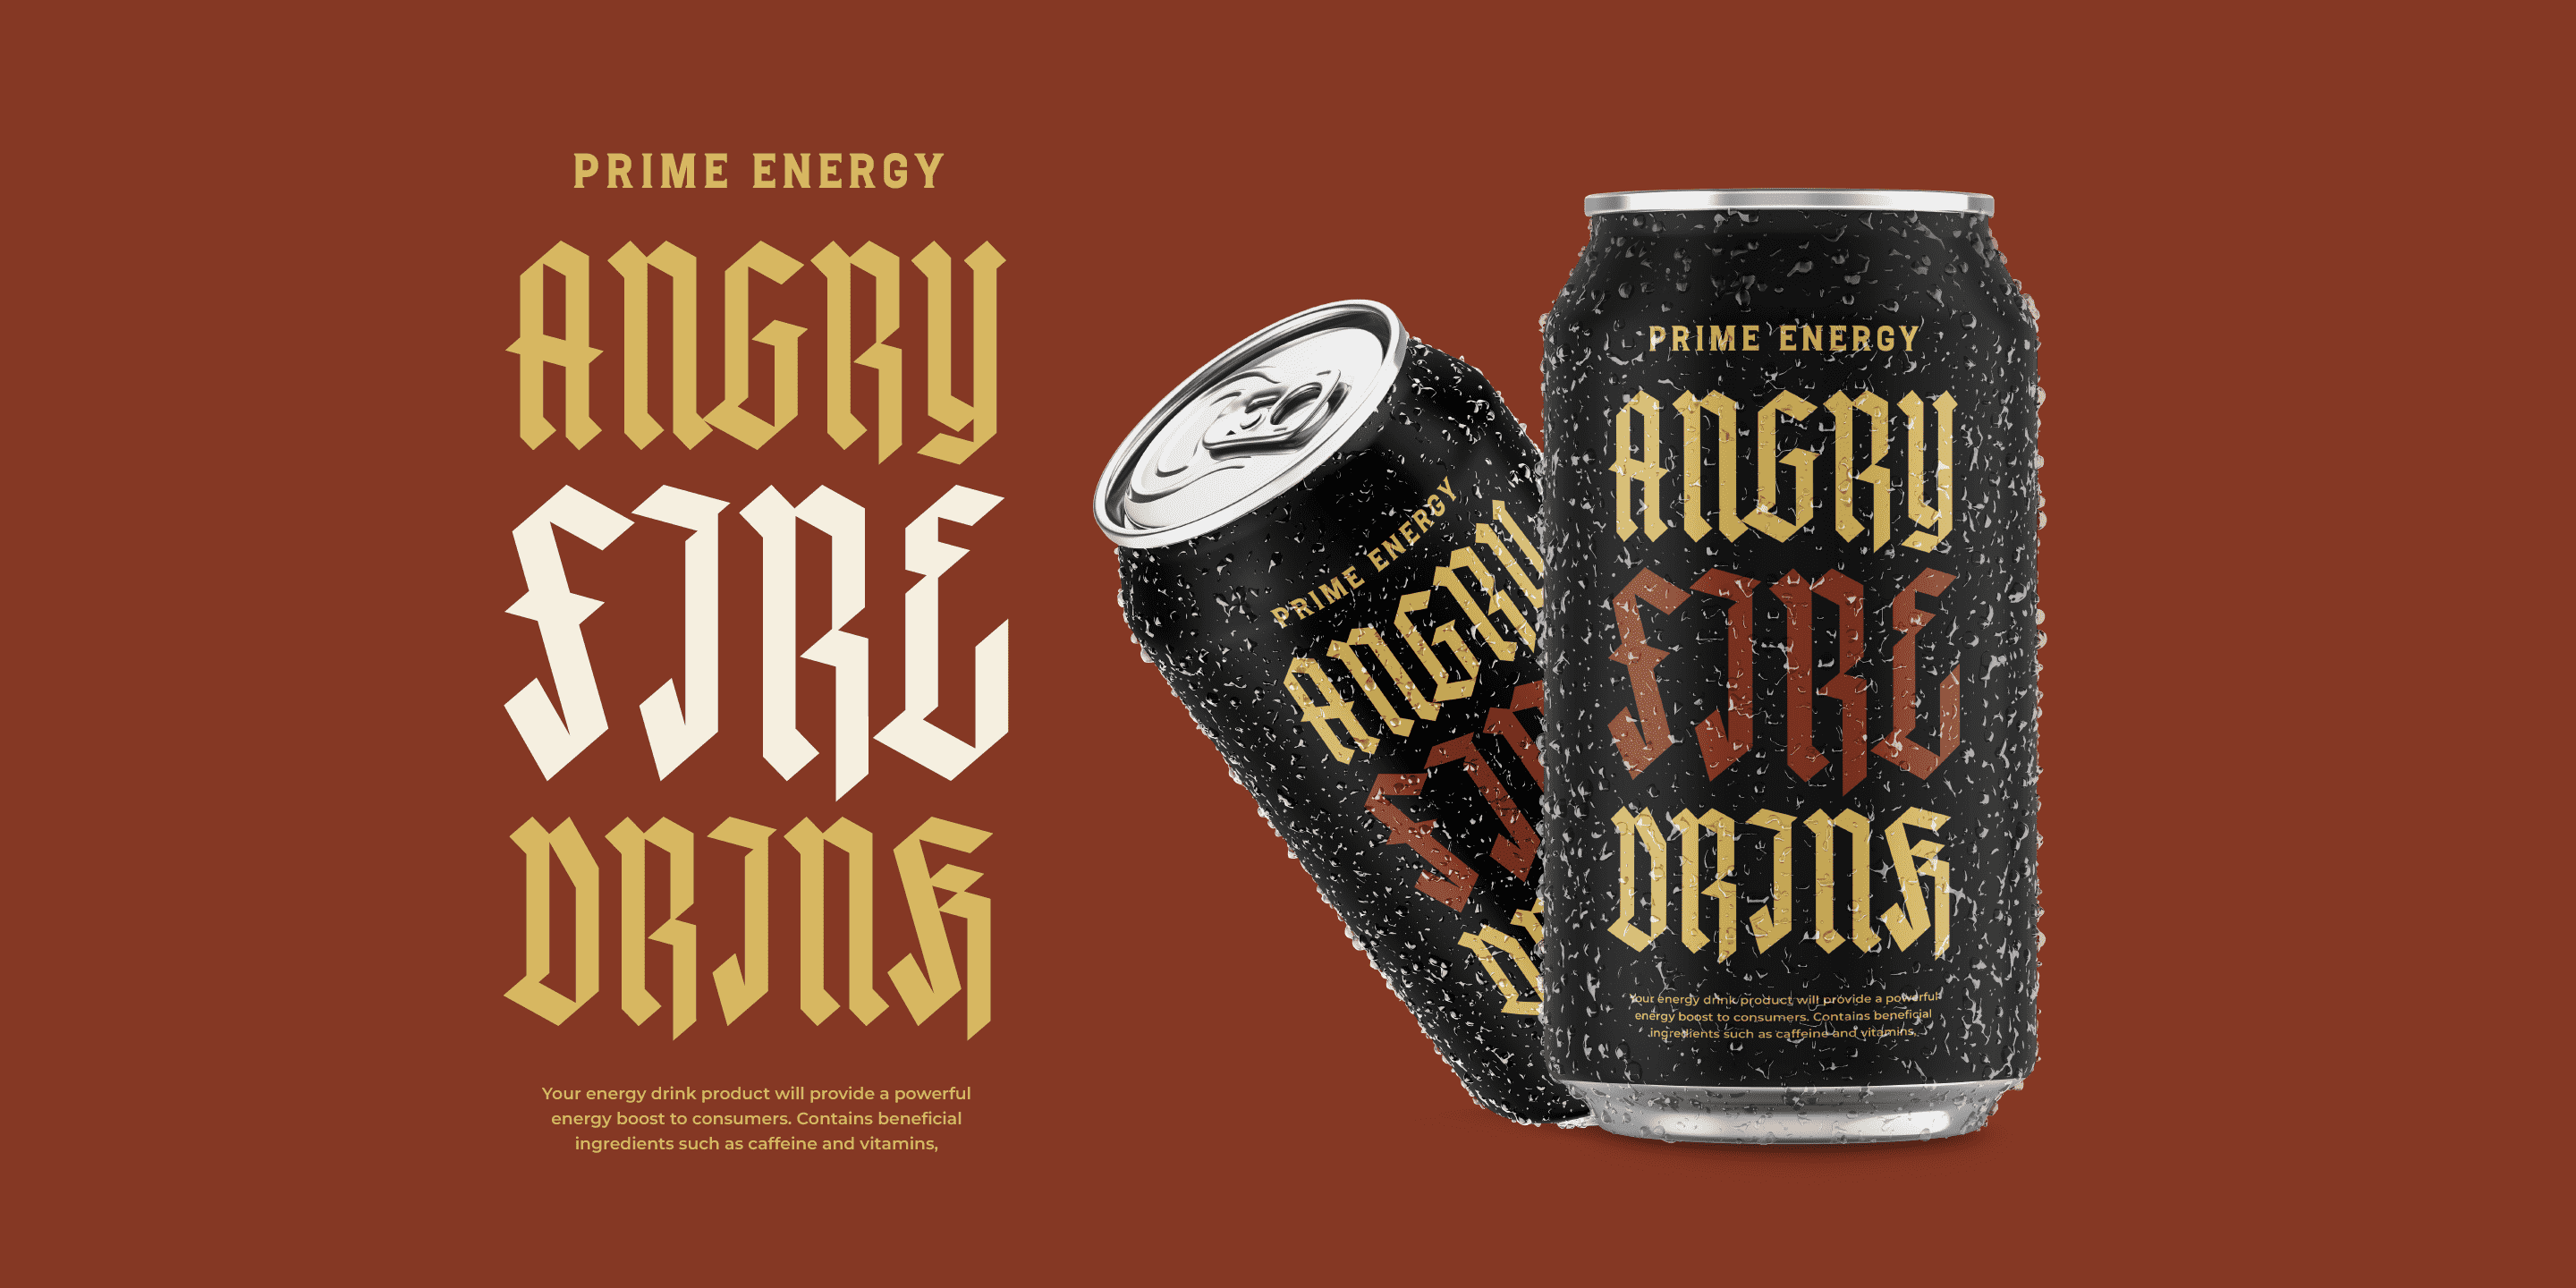 PRIME ENERGY
ANGRY
FIRE
DRINK
Your energy drink product will provide a powerful
energy boost to consumers. Contains beneficial
ingredients such as caffeine and vitamins,
PRIME ENERGY
ANGRY
FI
PRIME ENERGY
ANGRY
FIRE
DRINK
Your energy drink product will provide a powerful
energy boost to consumers. Contains beneficial
ingredients such as caffeine and vitamins,